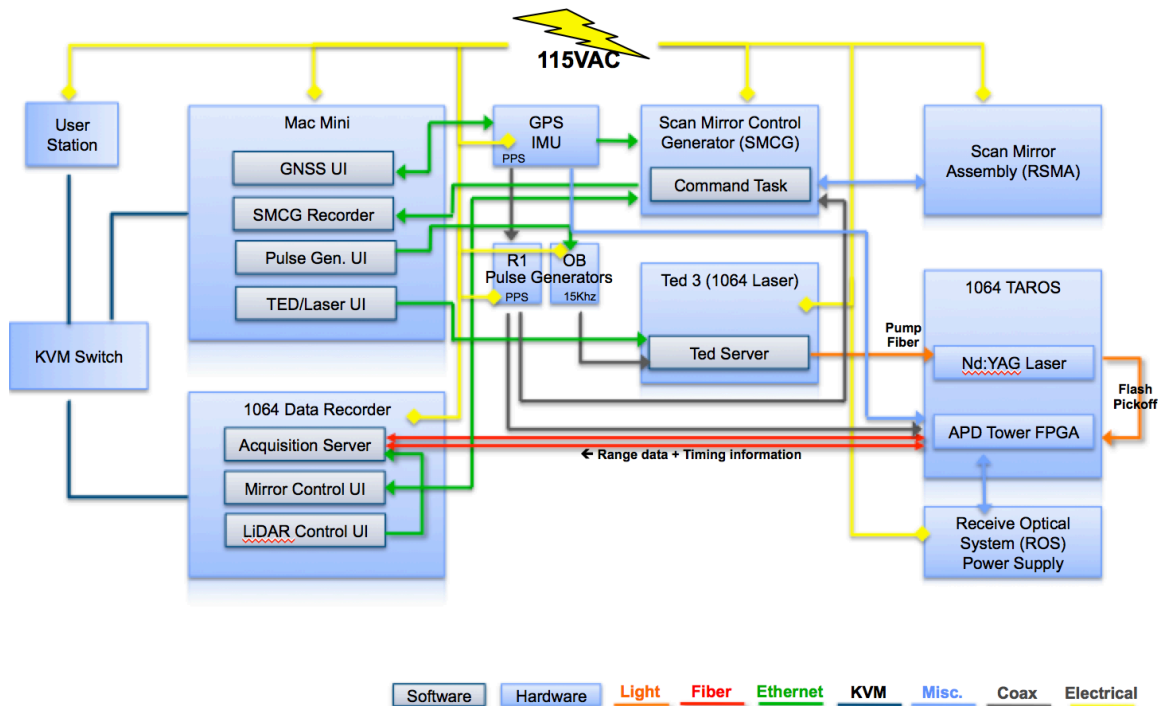 115VAC
User
Station
Mac Mini
GNSS UI
SMCG Recorder
Pulse Gen. UI
TED/Laser UI
GPS
IMU
PPS
Scan Mirror Control
Generator (SMCG)
Command Task
Scan Mirror
Assembly (RSMA)
R1 OB
Pulse Generators
PPS 15Khz
Ted 3 (1064 Laser)
Ted Server
Pump
Fiber
1064 TAROS
Nd:YAG Laser
Flash
Pickoff
APD Tower FPGA
KVM Switch
1064 Data Recorder
Acquisition Server
Mirror Control UI
LiDAR Control UI
← Range data + Timing information
Receive Optical
System (ROS)
Power Supply
Software Hardware Light Fiber Ethernet KVM Misc. Coax Electrical